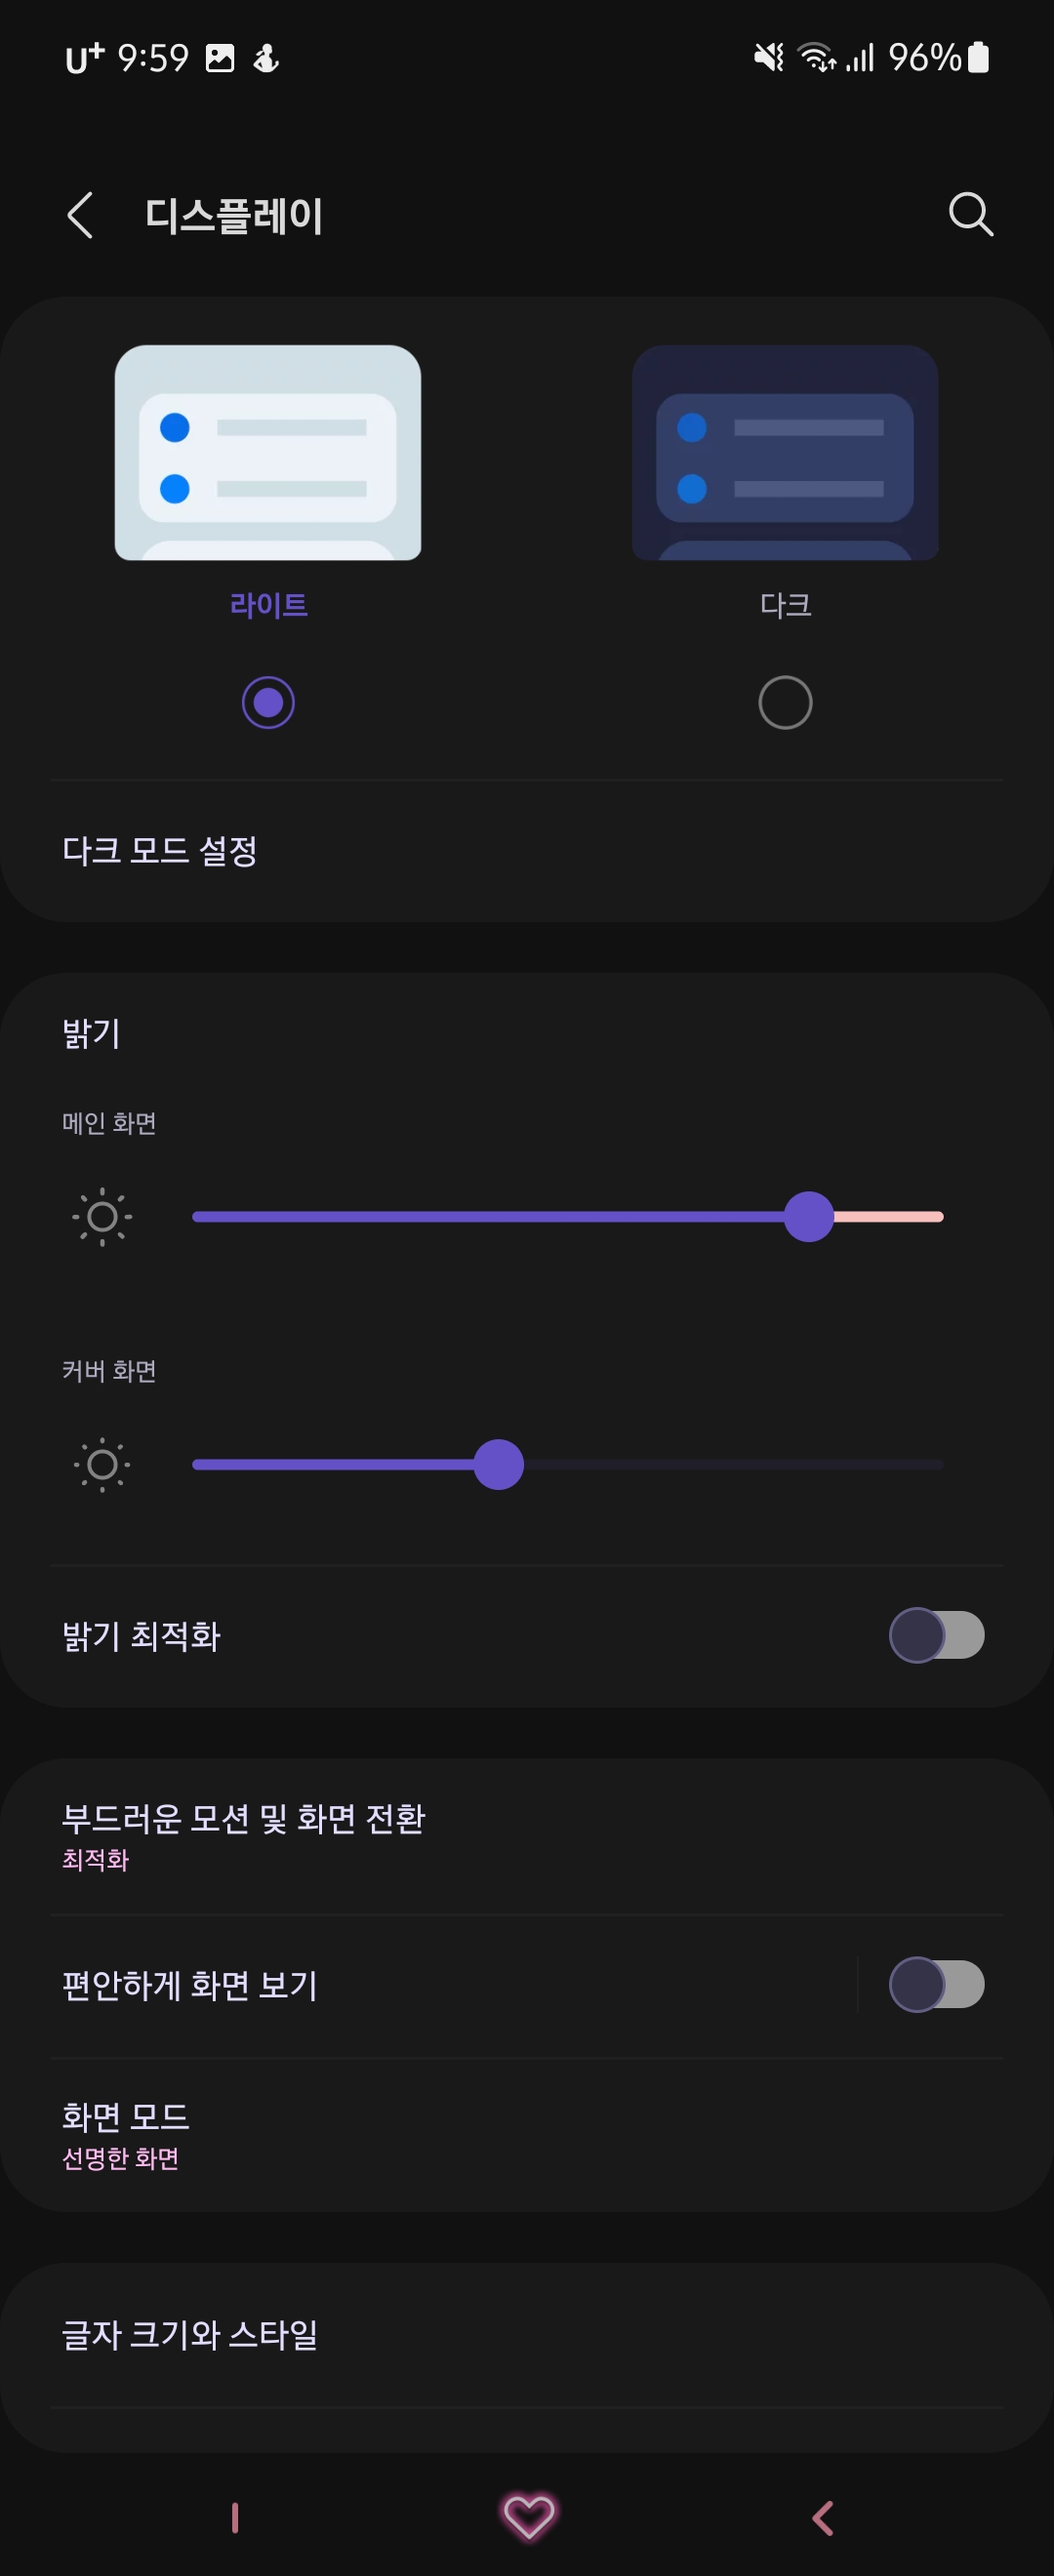 U+ 9:59 96%
디스플레이
라이트 다크
다크 모드 설정
밝기
메인 화면
커버 화면
밝기 최적화
부드러운 모션 및 화면 전환
최적화
편안하게 화면 보기
화면 모드
선명한 화면
글자 크기와 스타일